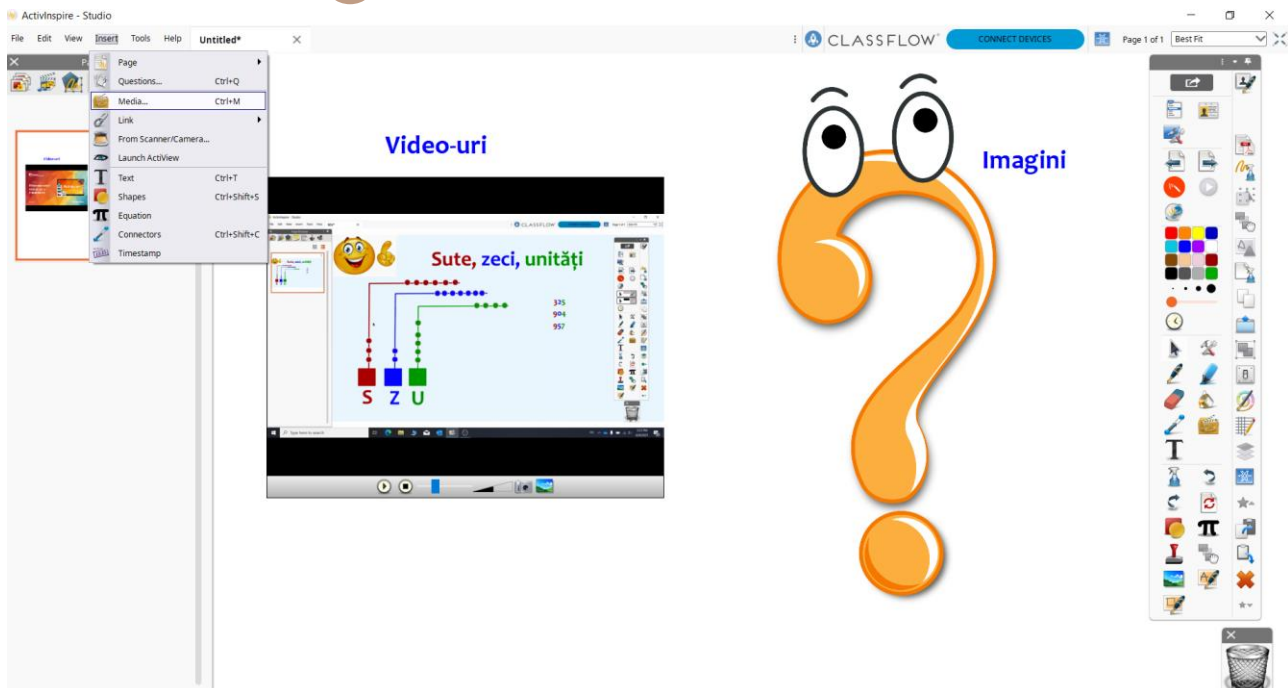 ActivInspire - Studio
File Edit View Insert Tools Help Untitled*
CLASSFLOW CONNECT DEVICES Page 1 of 1 Best Fit
Page
Questions... Ctrl+Q
Media... Ctrl+M
Link
From Scanner/Camera...
Launch ActiView
Text Ctrl+T
Shapes Ctrl+Shift+S
Equation
Connectors Ctrl+Shift+C
Timestamp
Video-uri
Imagini
Sute, zeci, unități
325
904
957
S Z U